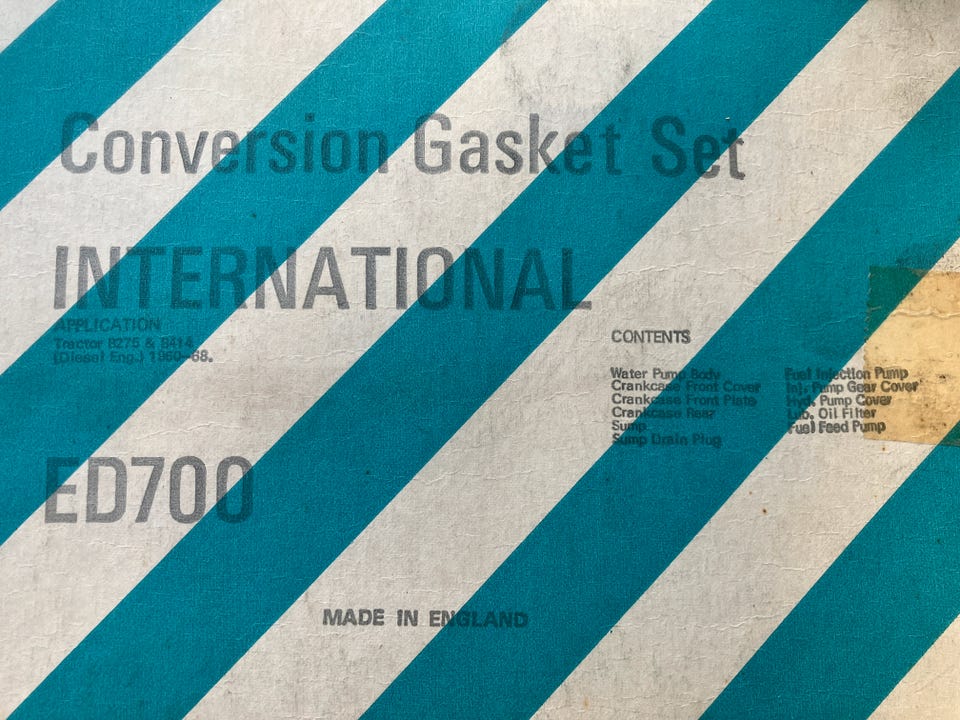 Conversion Gasket Set
INTERNATIONAL
APPLICATION
Tractor B275 & B414
(Diesel Eng.) 1960-68.
CONTENTS
Water Pump Body
Crankcase Front Cover
Crankcase Front Plate
Crankcase Rear
Sump
Sump Drain Plug
Fuel Injection Pump
Inj. Pump Gear Cover
Hyd. Pump Cover
Lub. Oil Filter
Fuel Feed Pump
ED700
MADE IN ENGLAND